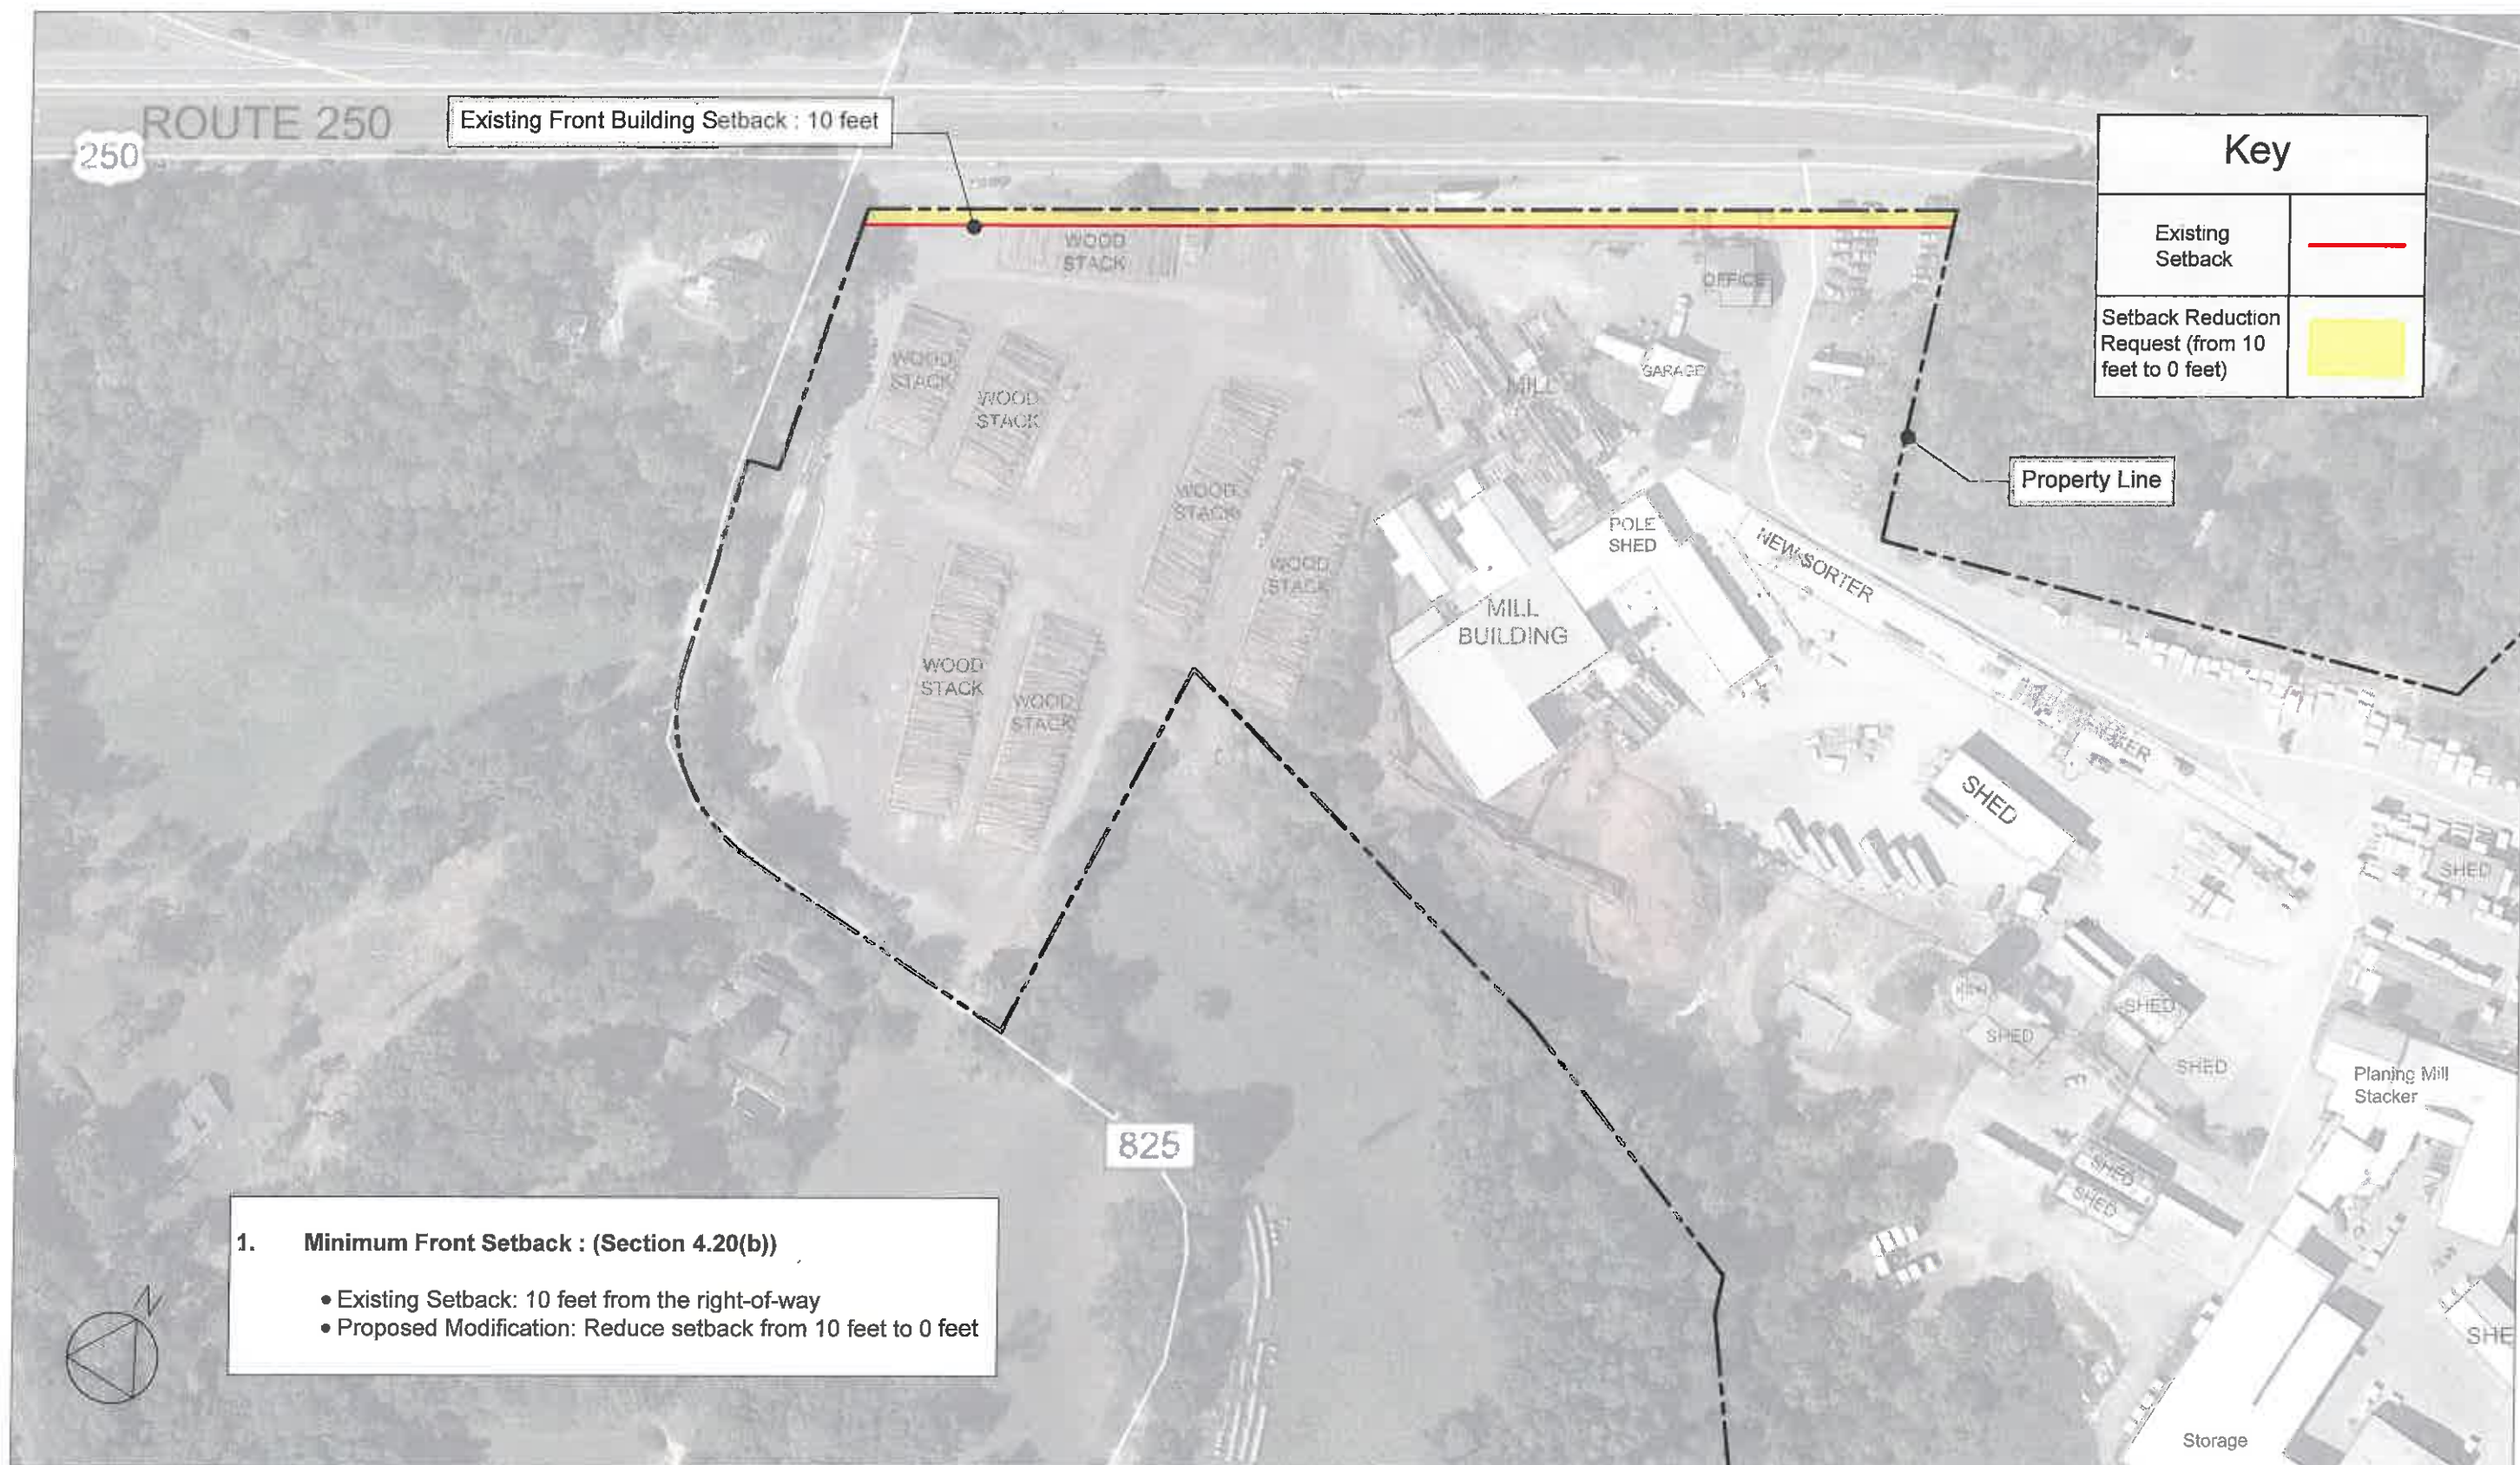 ROUTE 250
250
Existing Front Building Setback : 10 feet
Key
Existing
Setback
Setback Reduction
Request (from 10
feet to 0 feet)
Property Line
WOOD
STACK
OFFICE
WOOD
STACK
WOOD
STACK
MILL
GARAGE
WOOD
STACK
WOOD
STACK
POLE
SHED
NEW SORTER
MILL
BUILDING
WOOD
STACK
WOOD
STACK
SHED
SHED
SHED
SHED
SHED
Planing Mill
Stacker
825
SHED
SHED
1. Minimum Front Setback : (Section 4.20(b))
• Existing Setback: 10 feet from the right-of-way
• Proposed Modification: Reduce setback from 10 feet to 0 feet
N
SHE
Storage